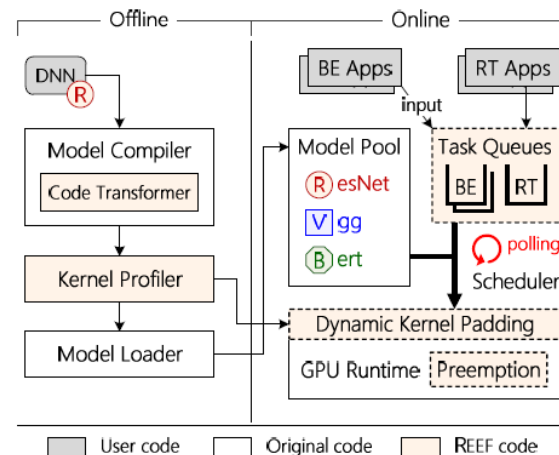 Offline
Online
DNN
R
BE Apps
RT Apps
input
Model Compiler
Code Transformer
Model Pool
R esNet
V gg
B ert
Task Queues
BE
RT
polling
Scheduler
Kernel Profiler
Dynamic Kernel Padding
Model Loader
GPU Runtime
Preemption
User code
Original code
REEF code